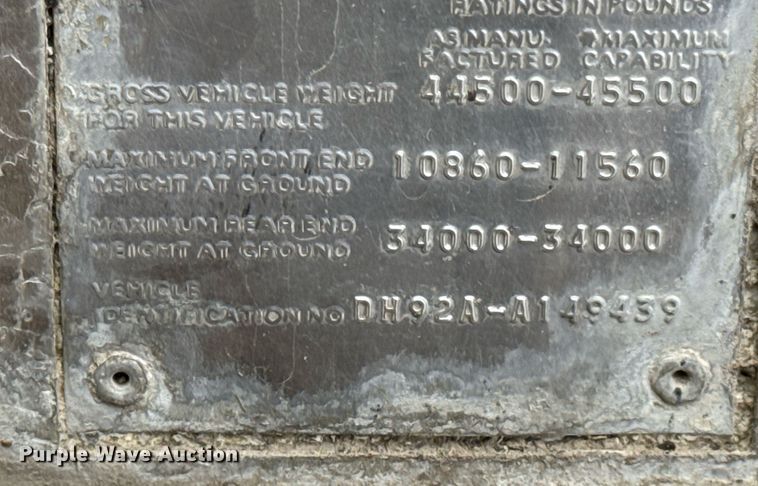 RATINGS IN POUNDS
AS MANU- *MAXIMUM
FACTURED CAPABILITY
GROSS VEHICLE WEIGHT 44500-45500
FOR THIS VEHICLE
MAXIMUM FRONT END 10860-11560
WEIGHT AT GROUND
MAXIMUM REAR END 34000-34000
WEIGHT AT GROUND
VEHICLE
IDENTIFICATION NO DH92A-A149439
Purple Wave Auction